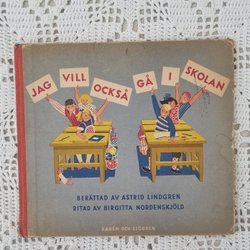 JAG VILL OCKSÅ GÅ I SKOLAN
BERÄTTAD AV ASTRID LINDGREN
RITAD AV BIRGITTA NORDENSKJÖLD
RABÉN OCH SJÖGREN